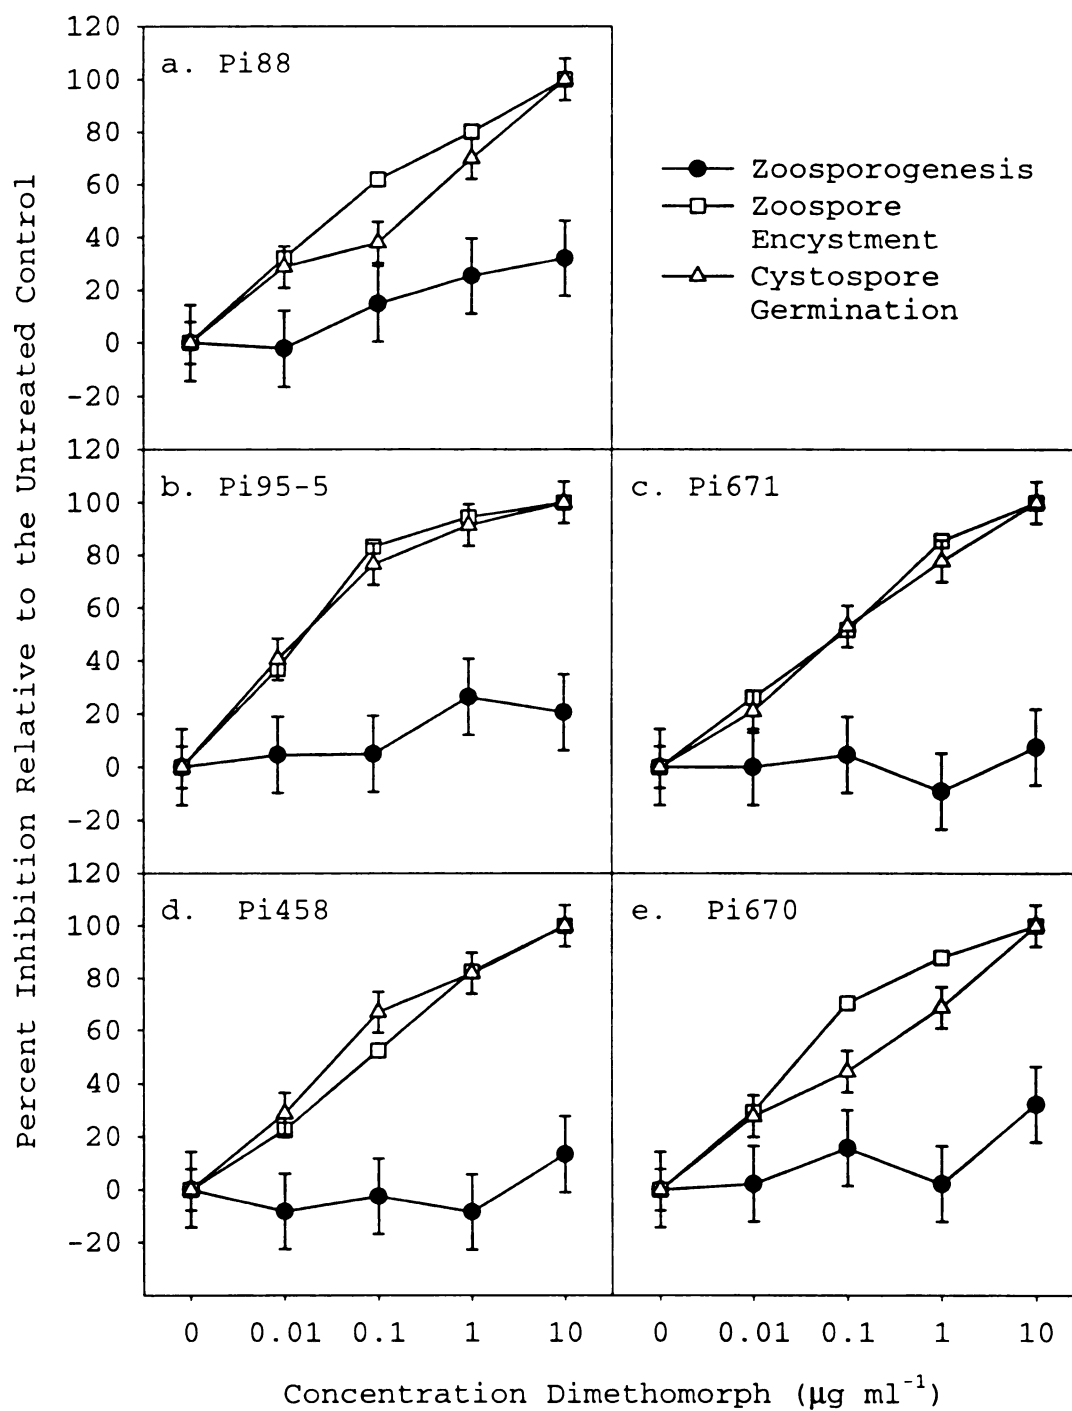 Percent Inhibition Relative to the Untreated Control
120
a. Pi88
100
80
60
40
20
0
-20
Zoosporogenesis
Zoospore
Encystment
Cystospore
Germination
120
b. Pi95-5
c. Pi671
100
80
60
40
20
0
-20
120
d. Pi458
e. Pi670
100
80
60
40
20
0
-20
0 0.01 0.1 1 10
0 0.01 0.1 1 10
Concentration Dimethomorph (µg ml⁻¹)